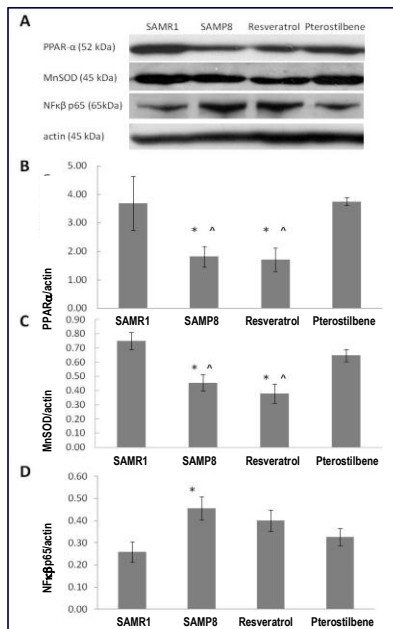 A
SAMR1 SAMP8 Resveratrol Pterostilbene
PPAR-α (52 kDa)
MnSOD (45 kDa)
NFκβ p65 (65kDa)
actin (45 kDa)
B
PPARα/actin
5.00
4.00
3.00
2.00
1.00
0.00
* ^ * ^
SAMR1 SAMP8 Resveratrol Pterostilbene
C
MnSOD/actin
0.90
0.80
0.70
0.60
0.50
0.40
0.30
0.20
0.10
0.00
* ^ * ^
SAMR1 SAMP8 Resveratrol Pterostilbene
D
NFκβp65/actin
0.60
0.50
0.40
0.30
0.20
0.10
0.00
*
SAMR1 SAMP8 Resveratrol Pterostilbene